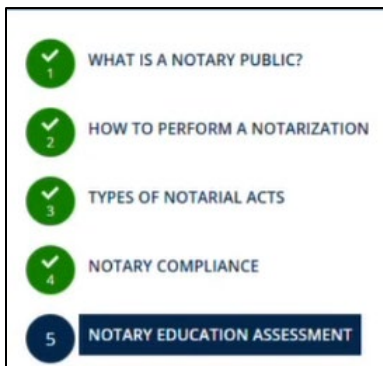 1 WHAT IS A NOTARY PUBLIC?
2 HOW TO PERFORM A NOTARIZATION
3 TYPES OF NOTARIAL ACTS
4 NOTARY COMPLIANCE
5 NOTARY EDUCATION ASSESSMENT